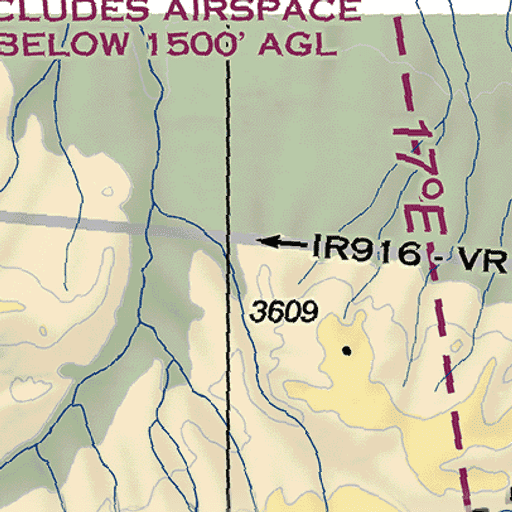 CLUDES AIRSPACE
BELOW 1500' AGL
17°E
IR916 - VR
3609